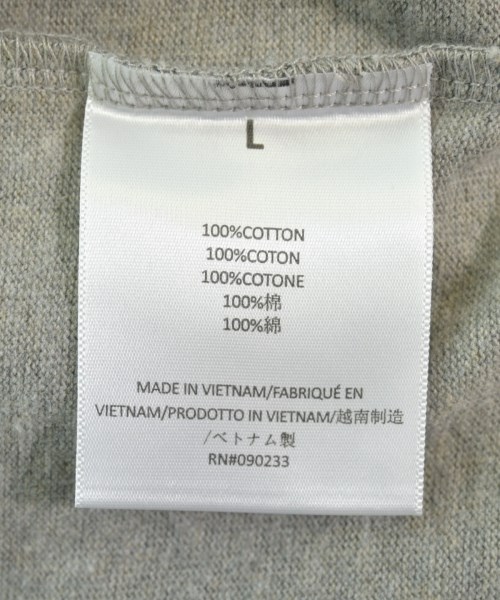 L
100%COTTON
100%COTON
100%COTONE
100%棉
100%綿
MADE IN VIETNAM/FABRIQUÉ EN
VIETNAM/PRODOTTO IN VIETNAM/越南制造
/ベトナム製
RN#090233